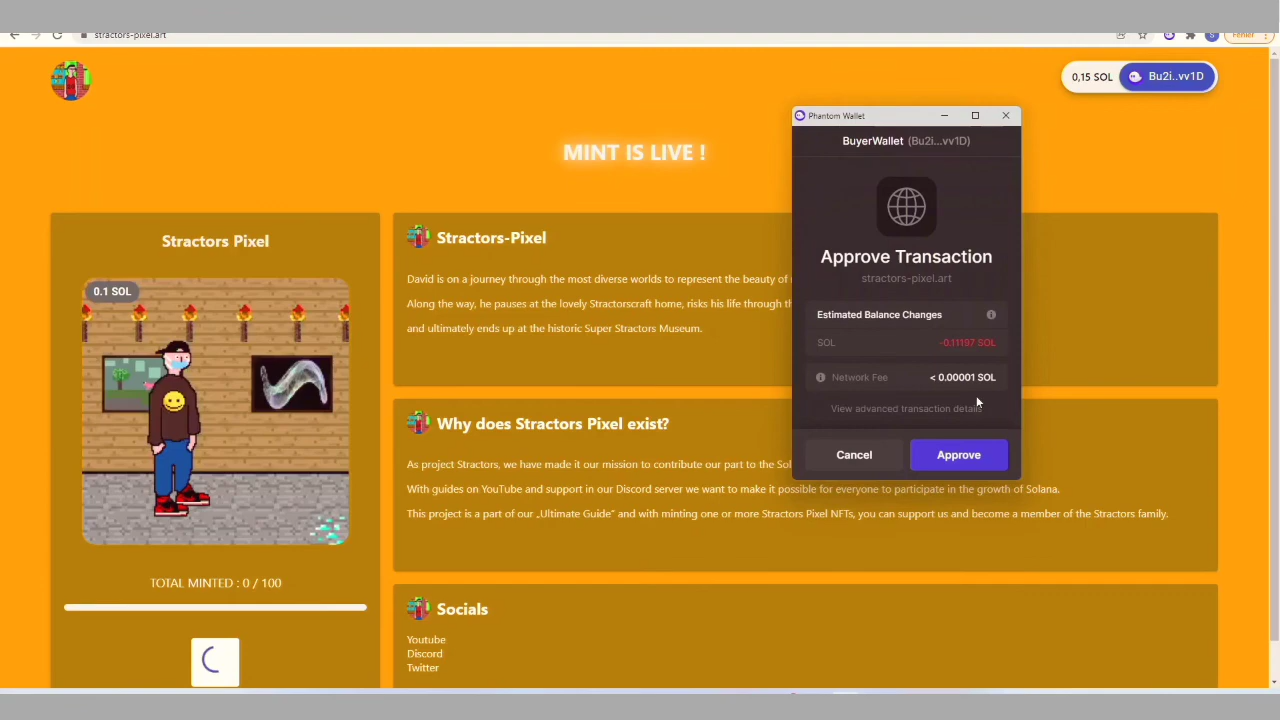 stractors-pixel.art
0,15 SOL
Bu2i..vv1D
Phantom Wallet
BuyerWallet (Bu2i...vv1D)
MINT IS LIVE !
Approve Transaction
stractors-pixel.art
Estimated Balance Changes
SOL -0.11197 SOL
Network Fee < 0.00001 SOL
View advanced transaction details
Cancel
Approve
Stractors Pixel
0.1 SOL
TOTAL MINTED : 0 / 100
Stractors-Pixel
David is on a journey through the most diverse worlds to represent the beauty of
Along the way, he pauses at the lovely Stractorscraft home, risks his life through th
and ultimately ends up at the historic Super Stractors Museum.
Why does Stractors Pixel exist?
As project Stractors, we have made it our mission to contribute our part to the Sol
With guides on YouTube and support in our Discord server we want to make it possible for everyone to participate in the growth of Solana.
This project is a part of our „Ultimate Guide" and with minting one or more Stractors Pixel NFTs, you can support us and become a member of the Stractors family.
Socials
Youtube
Discord
Twitter